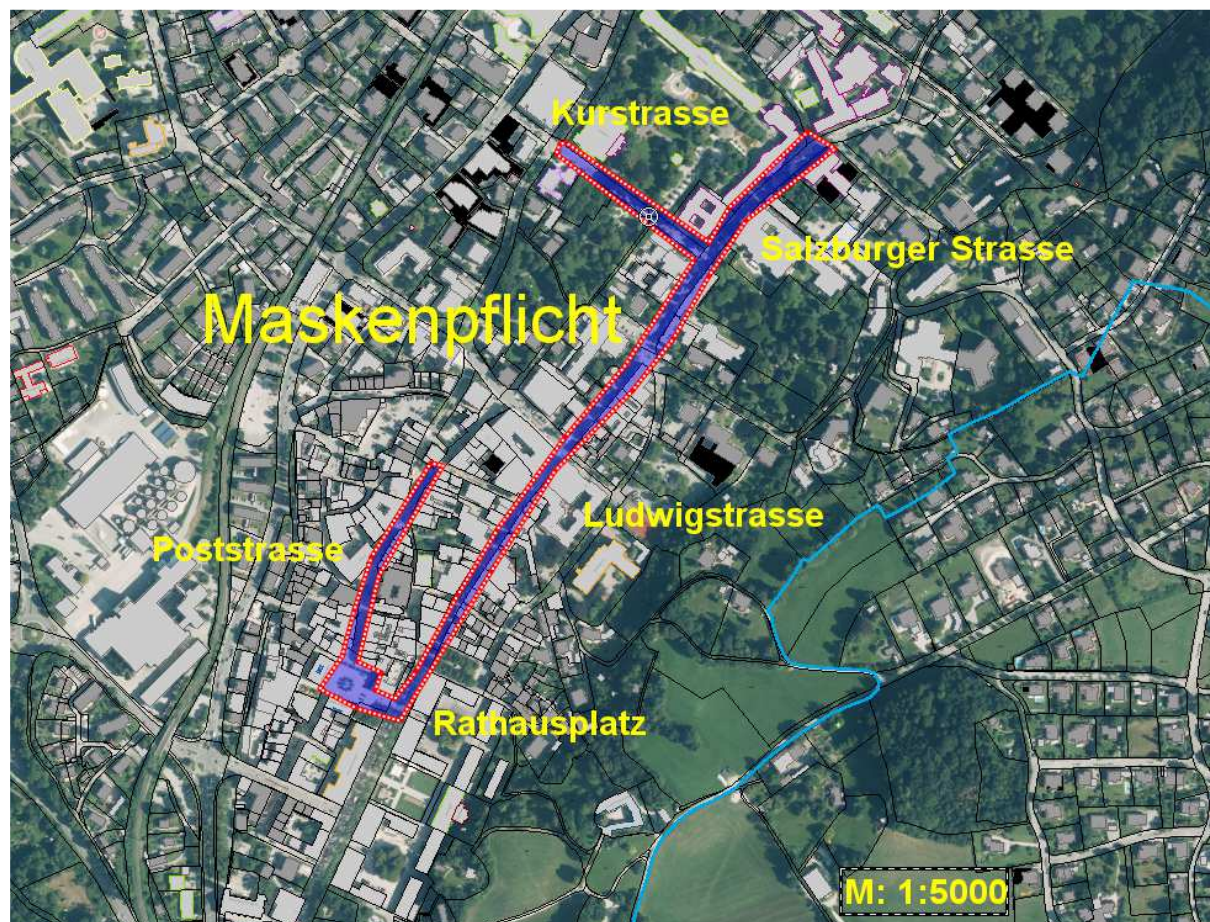 Kurstrasse
Salzburger Strasse
Maskenpflicht
Ludwigstrasse
Poststrasse
Rathausplatz
M: 1:5000